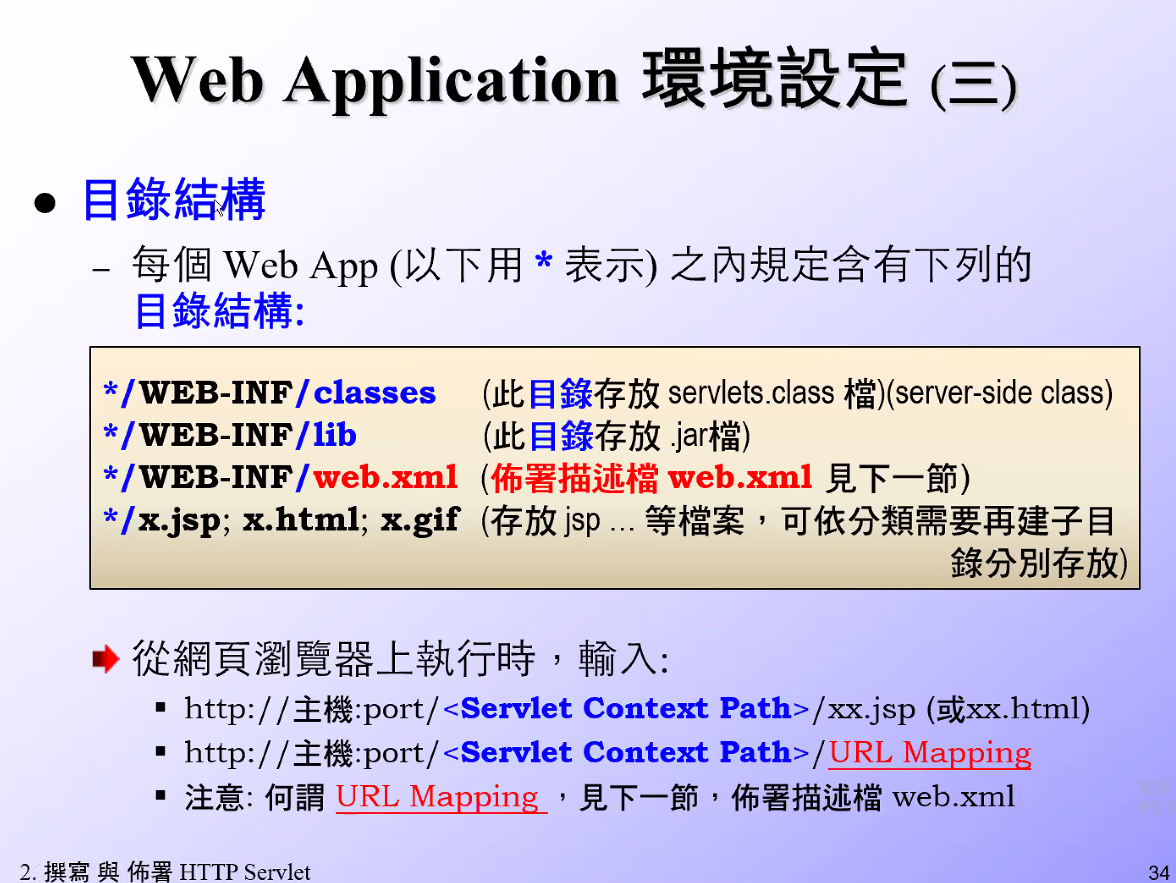 Web Application 環境設定 (三)
● 目錄結構
– 每個 Web App (以下用 * 表示) 之內規定含有下列的
目錄結構:
*/WEB-INF/classes (此目錄存放 servlets.class 檔)(server-side class)
*/WEB-INF/lib (此目錄存放 .jar檔)
*/WEB-INF/web.xml (佈署描述檔 web.xml 見下一節)
*/x.jsp; x.html; x.gif (存放 jsp … 等檔案，可依分類需要再建子目
錄分別存放)
從網頁瀏覽器上執行時，輸入:
▪ http://主機:port/<Servlet Context Path>/xx.jsp (或xx.html)
▪ http://主機:port/<Servlet Context Path>/URL Mapping
▪ 注意: 何謂 URL Mapping ，見下一節，佈署描述檔 web.xml
2. 撰寫 與 佈署 HTTP Servlet
34